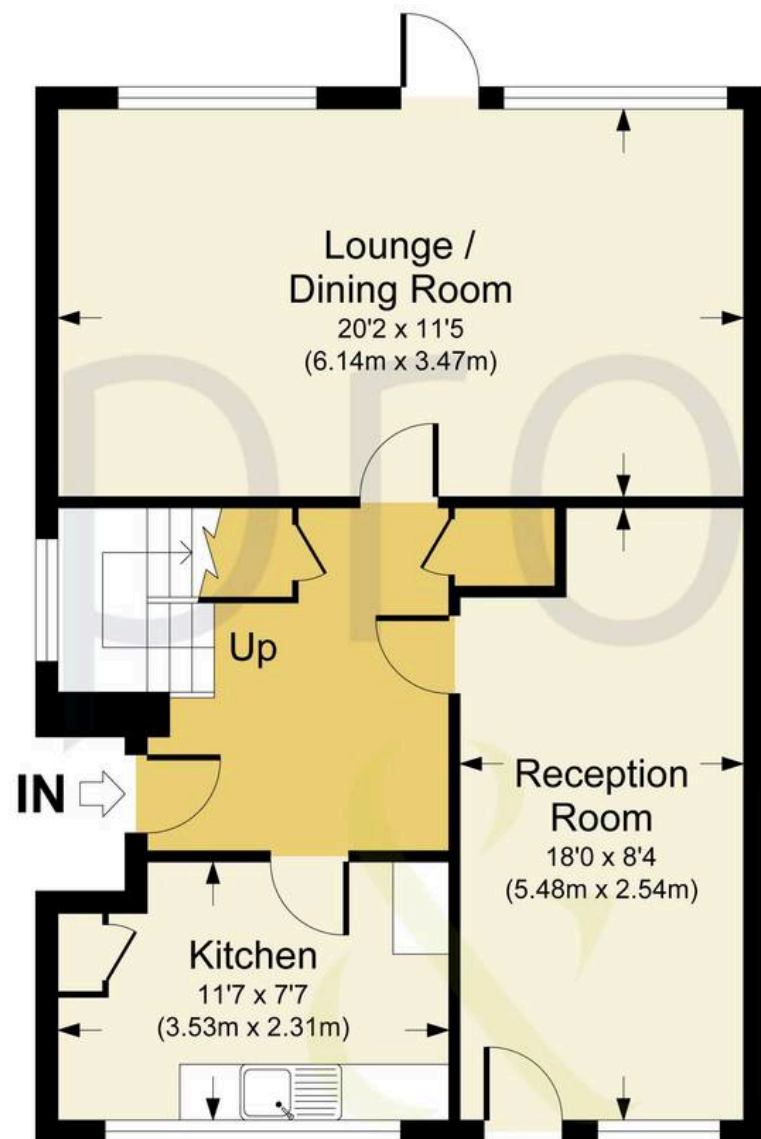 Lounge /
Dining Room
20'2 x 11'5
(6.14m x 3.47m)
Up
IN
Reception
Room
18'0 x 8'4
(5.48m x 2.54m)
Kitchen
11'7 x 7'7
(3.53m x 2.31m)
pro
&